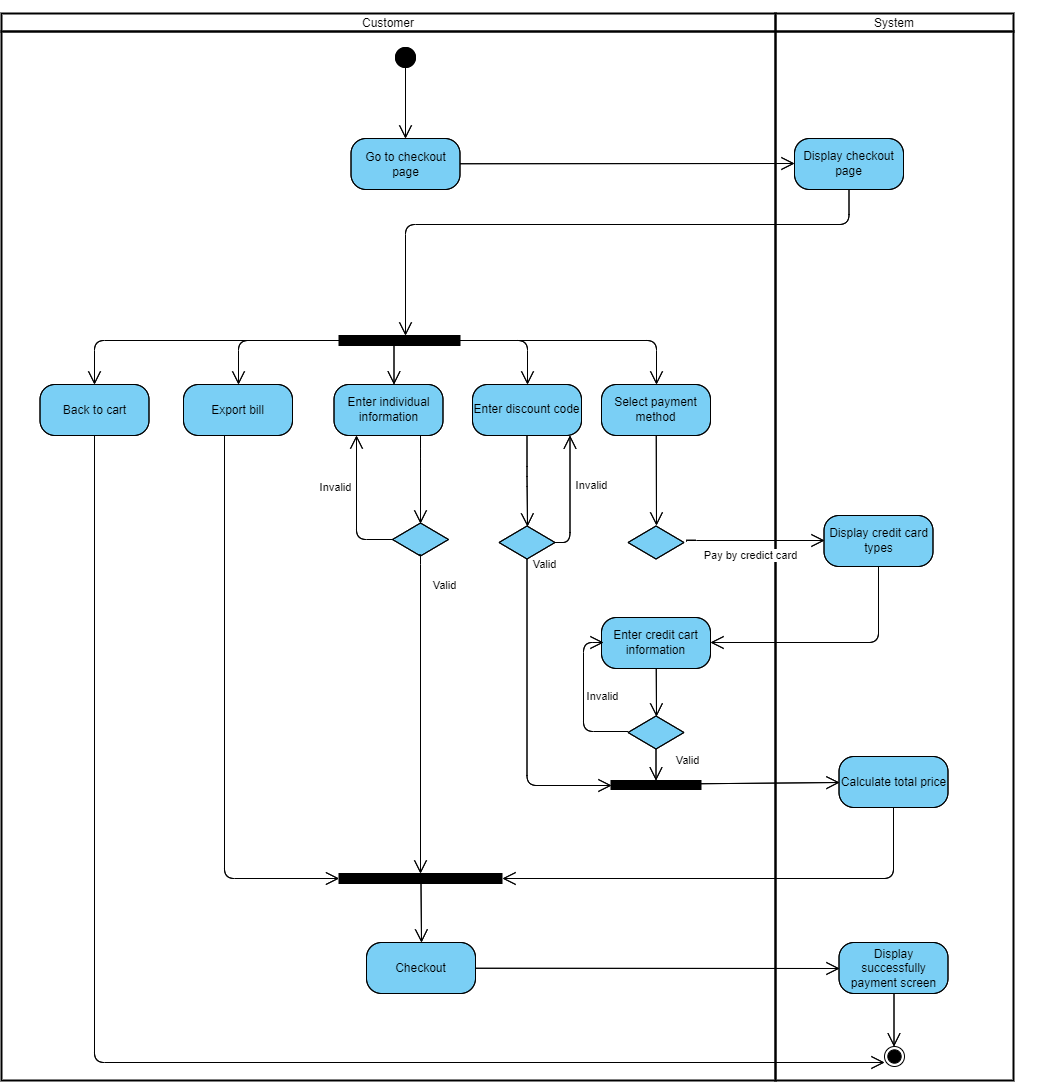 Customer
System
Go to checkout
page
Display checkout
page
Back to cart
Export bill
Enter individual
information
Enter discount code
Select payment
method
Invalid
Invalid
Display credit card
types
Pay by credict card
Valid
Valid
Enter credit cart
information
Invalid
Valid
Calculate total price
Checkout
Display
successfully
payment screen